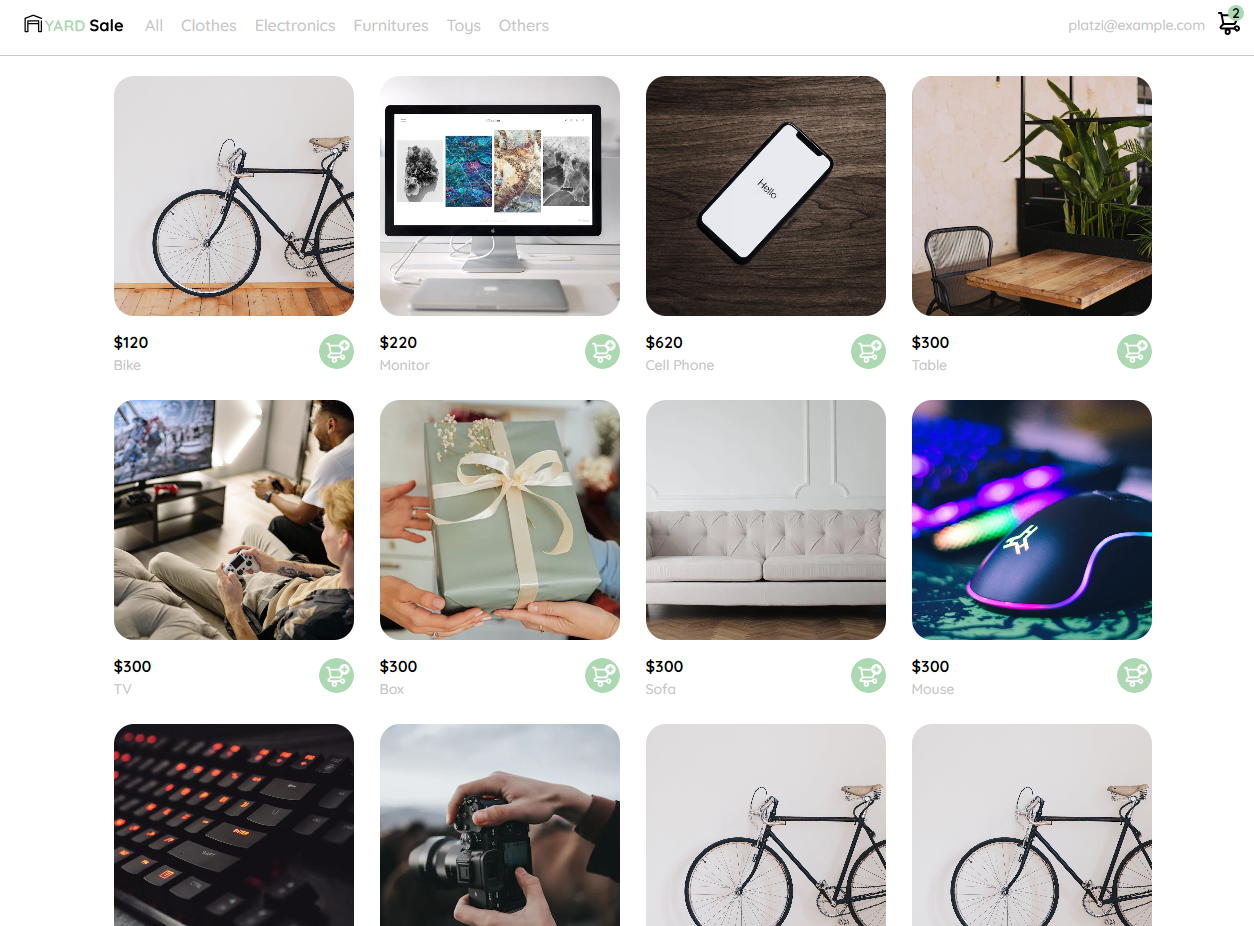 YARD Sale All Clothes Electronics Furnitures Toys Others platzi@example.com 2
Hello
$120 $220 $620 $300
Bike Monitor Cell Phone Table
$300 $300 $300 $300
TV Box Sofa Mouse